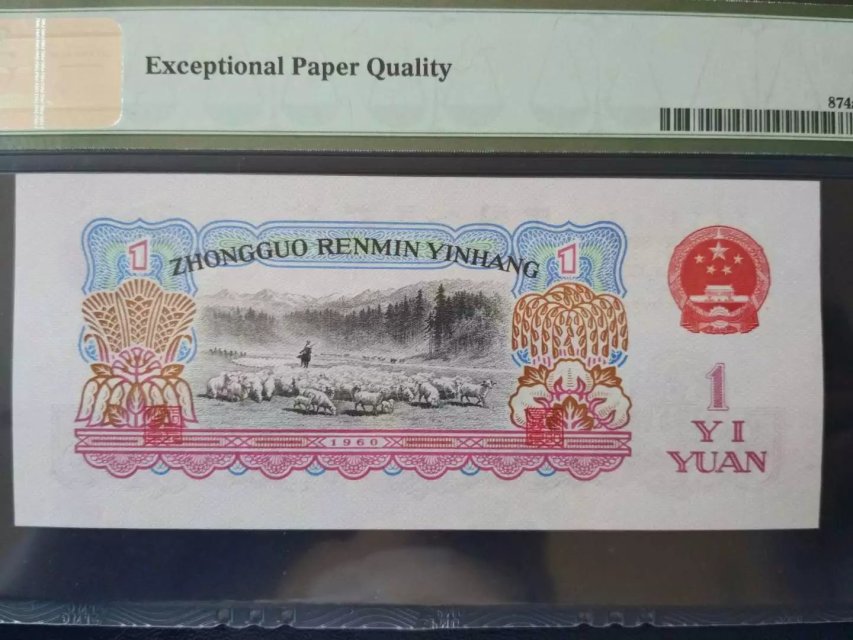 Exceptional Paper Quality
874
1 ZHONGGUO RENMIN YINHANG 1
1960
1
YI
YUAN